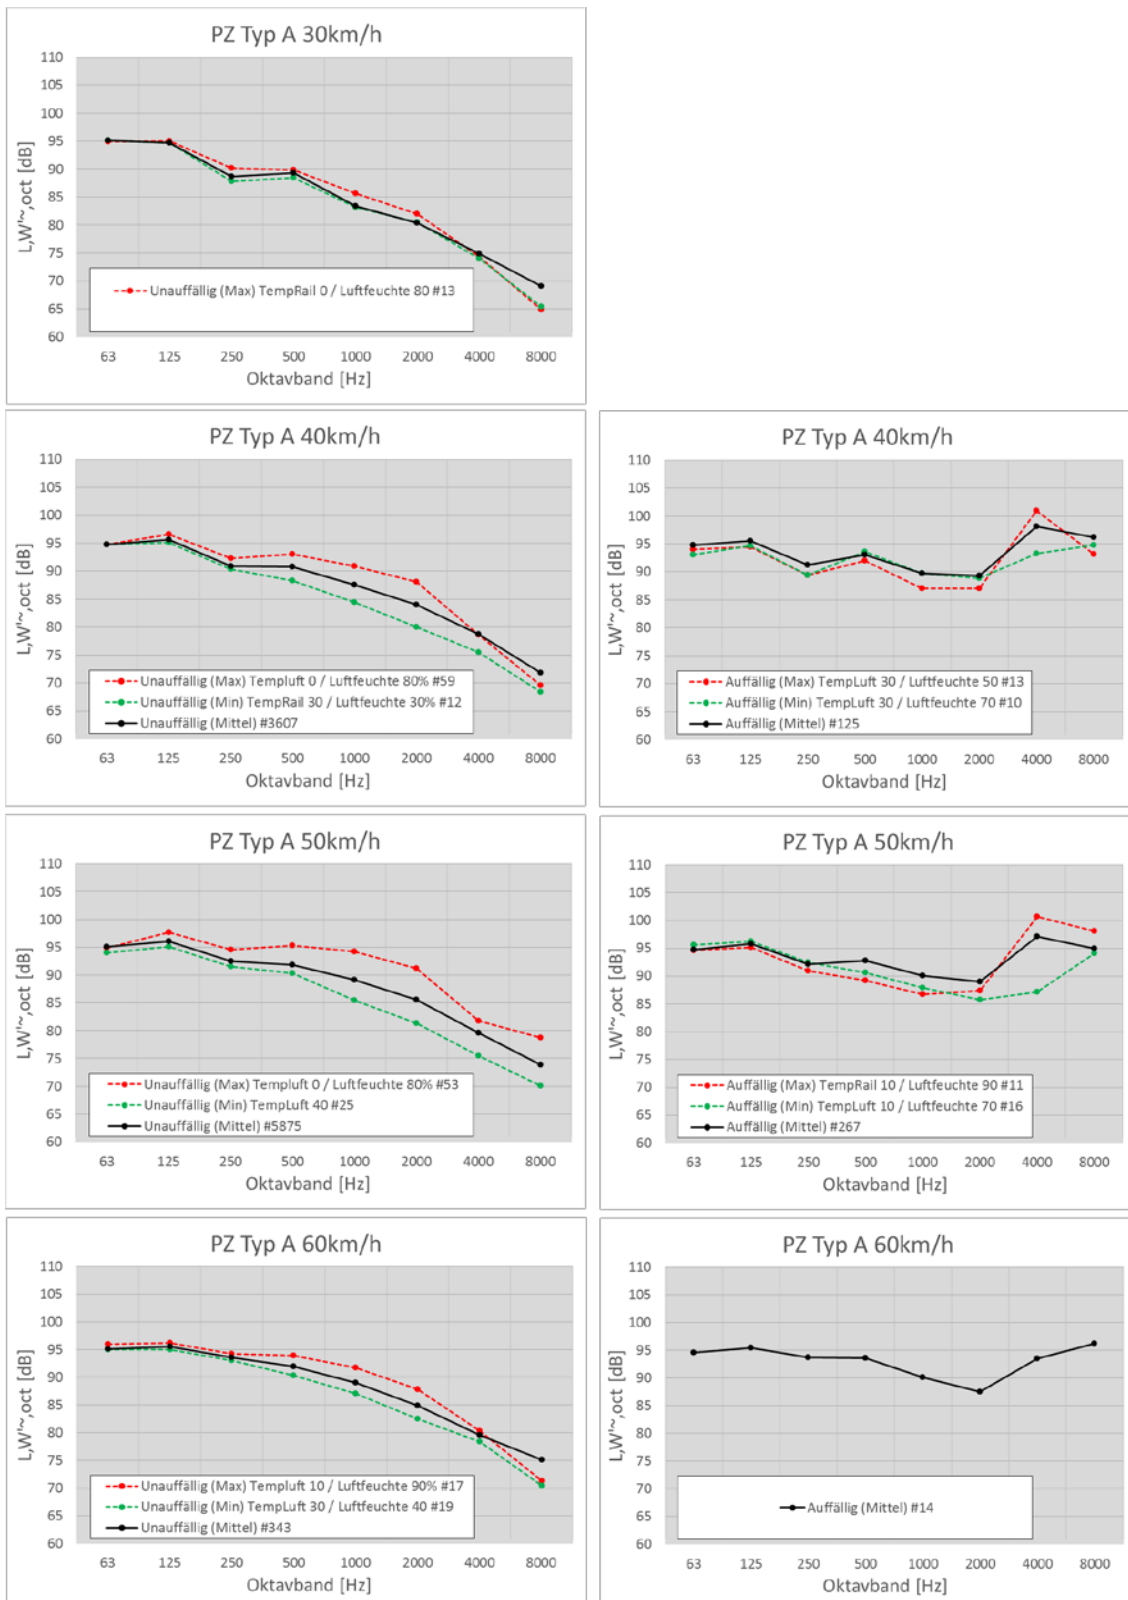 PZ Typ A 30km/h
L,W'~,oct [dB]
110
105
100
95
90
85
80
75
70
65
60
Unauffällig (Max) TempRail 0 / Luftfeuchte 80 #13
63 125 250 500 1000 2000 4000 8000
Oktavband [Hz]
PZ Typ A 40km/h
L,W'~,oct [dB]
110
105
100
95
90
85
80
75
70
65
60
Unauffällig (Max) Templuft 0 / Luftfeuchte 80% #59
Unauffällig (Min) TempRail 30 / Luftfeuchte 30% #12
Unauffällig (Mittel) #3607
63 125 250 500 1000 2000 4000 8000
Oktavband [Hz]
PZ Typ A 40km/h
L,W'~,oct [dB]
110
105
100
95
90
85
80
75
70
65
60
Auffällig (Max) TempLuft 30 / Luftfeuchte 50 #13
Auffällig (Min) TempLuft 30 / Luftfeuchte 70 #10
Auffällig (Mittel) #125
63 125 250 500 1000 2000 4000 8000
Oktavband [Hz]
PZ Typ A 50km/h
L,W'~,oct [dB]
110
105
100
95
90
85
80
75
70
65
60
Unauffällig (Max) Templuft 0 / Luftfeuchte 80% #53
Unauffällig (Min) TempLuft 40 #25
Unauffällig (Mittel) #5875
63 125 250 500 1000 2000 4000 8000
Oktavband [Hz]
PZ Typ A 50km/h
L,W'~,oct [dB]
110
105
100
95
90
85
80
75
70
65
60
Auffällig (Max) TempRail 10 / Luftfeuchte 90 #11
Auffällig (Min) TempLuft 10 / Luftfeuchte 70 #16
Auffällig (Mittel) #267
63 125 250 500 1000 2000 4000 8000
Oktavband [Hz]
PZ Typ A 60km/h
L,W'~,oct [dB]
110
105
100
95
90
85
80
75
70
65
60
Unauffällig (Max) Templuft 10 / Luftfeuchte 90% #17
Unauffällig (Min) TempLuft 30 / Luftfeuchte 40 #19
Unauffällig (Mittel) #343
63 125 250 500 1000 2000 4000 8000
Oktavband [Hz]
PZ Typ A 60km/h
L,W'~,oct [dB]
110
105
100
95
90
85
80
75
70
65
60
Auffällig (Mittel) #14
63 125 250 500 1000 2000 4000 8000
Oktavband [Hz]